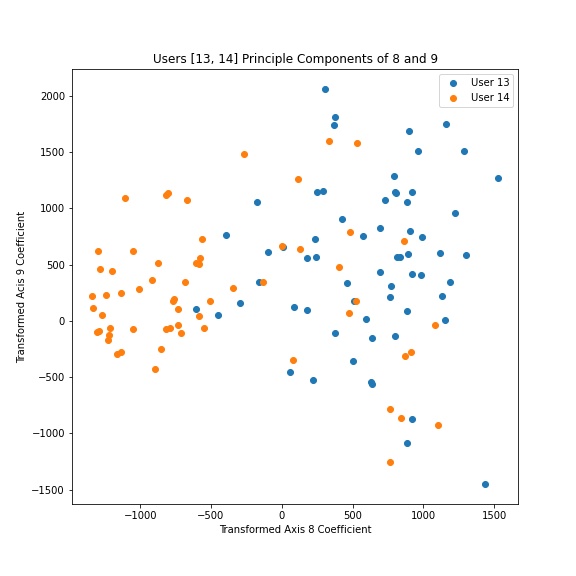 Users [13, 14] Principle Components of 8 and 9
User 13
User 14
Transformed Acis 9 Coefficient
2000
1500
1000
500
0
−500
−1000
−1500
−1000
−500
0
500
1000
1500
Transformed Axis 8 Coefficient